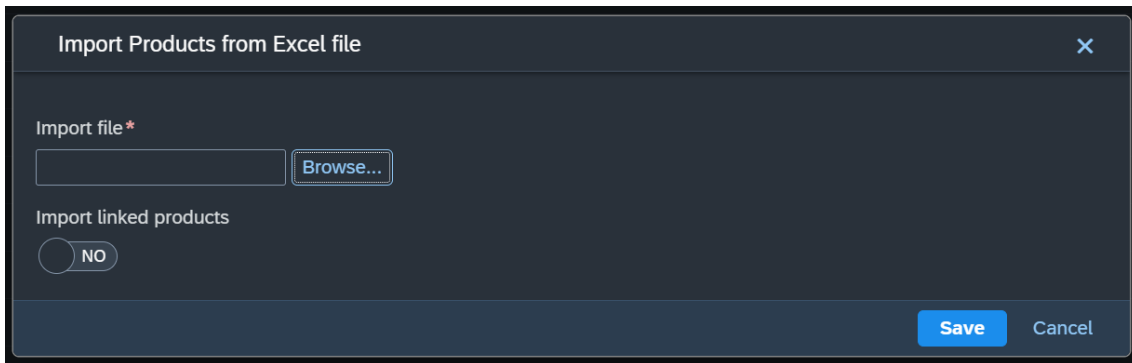 Import Products from Excel file
Import file*
Browse...
Import linked products
NO
Save Cancel